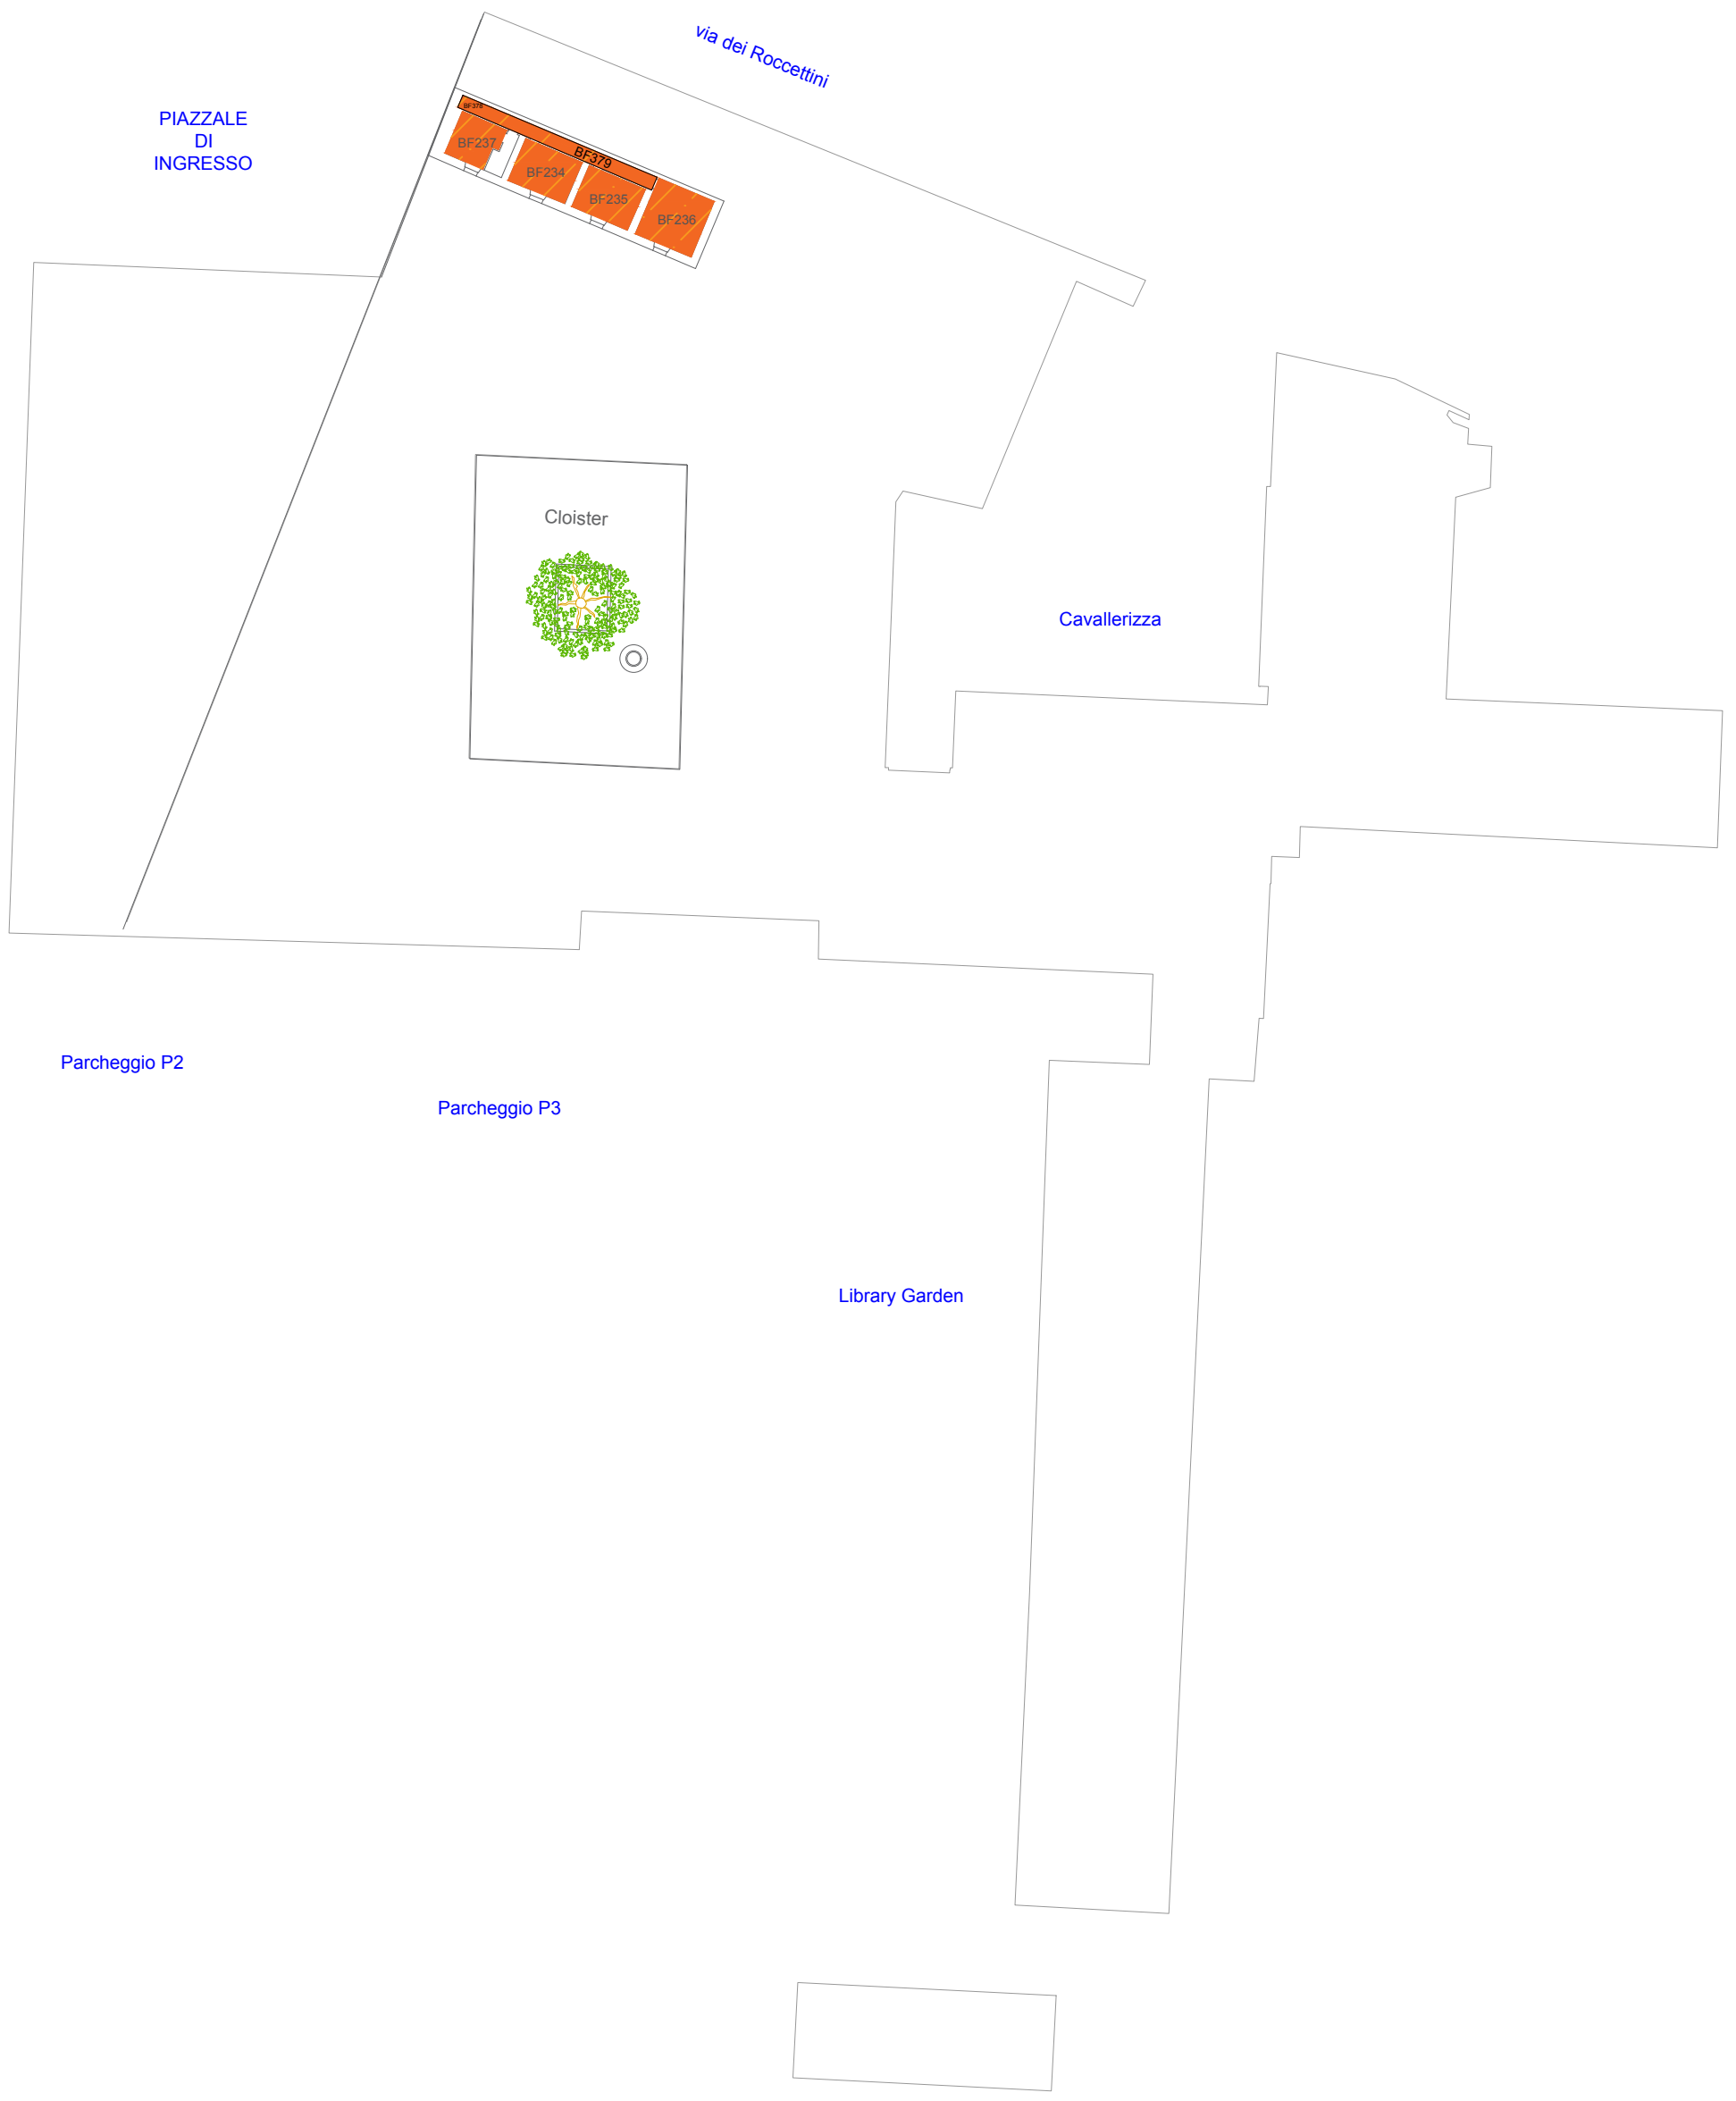 via dei Roccettini
PIAZZALE
DI
INGRESSO
BF378
BF237
BF379
BF234
BF235
BF236
Cloister
Cavallerizza
Parcheggio P2
Parcheggio P3
Library Garden